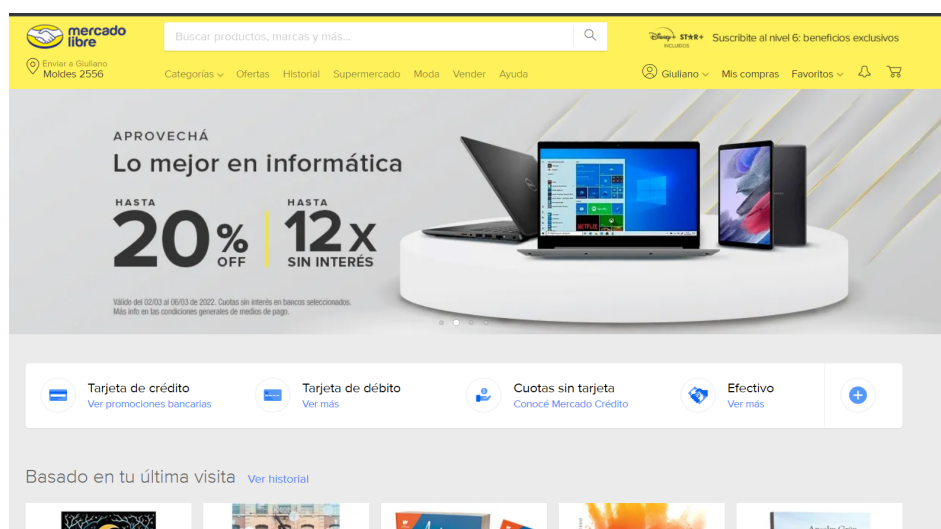 mercado
libre
Buscar productos, marcas y más...
Disney+ ST★R+
INCLUIDOS
Suscribite al nivel 6: beneficios exclusivos
Enviar a Giuliano
Moldes 2556
Categorías Ofertas Historial Supermercado Moda Vender Ayuda
Giuliano Mis compras Favoritos
APROVECHÁ
Lo mejor en informática
HASTA
20% OFF
HASTA
12X
SIN INTERÉS
Válido del 02/03 al 06/03 de 2022. Cuotas sin interés en bancos seleccionados.
Más info en las condiciones generales de medios de pago.
NETFLIX
Tarjeta de crédito
Ver promociones bancarias
Tarjeta de débito
Ver más
Cuotas sin tarjeta
Conocé Mercado Crédito
Efectivo
Ver más
Basado en tu última visita Ver historial